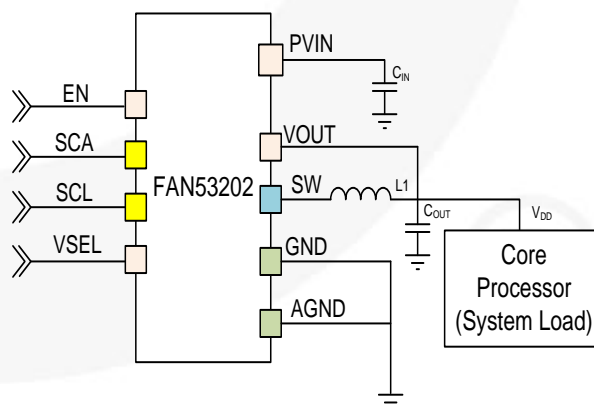 PVIN
CIN
EN
VOUT
SCA
FAN53202
SW
L1
SCL
COUT
VDD
VSEL
GND
Core
Processor
(System Load)
AGND